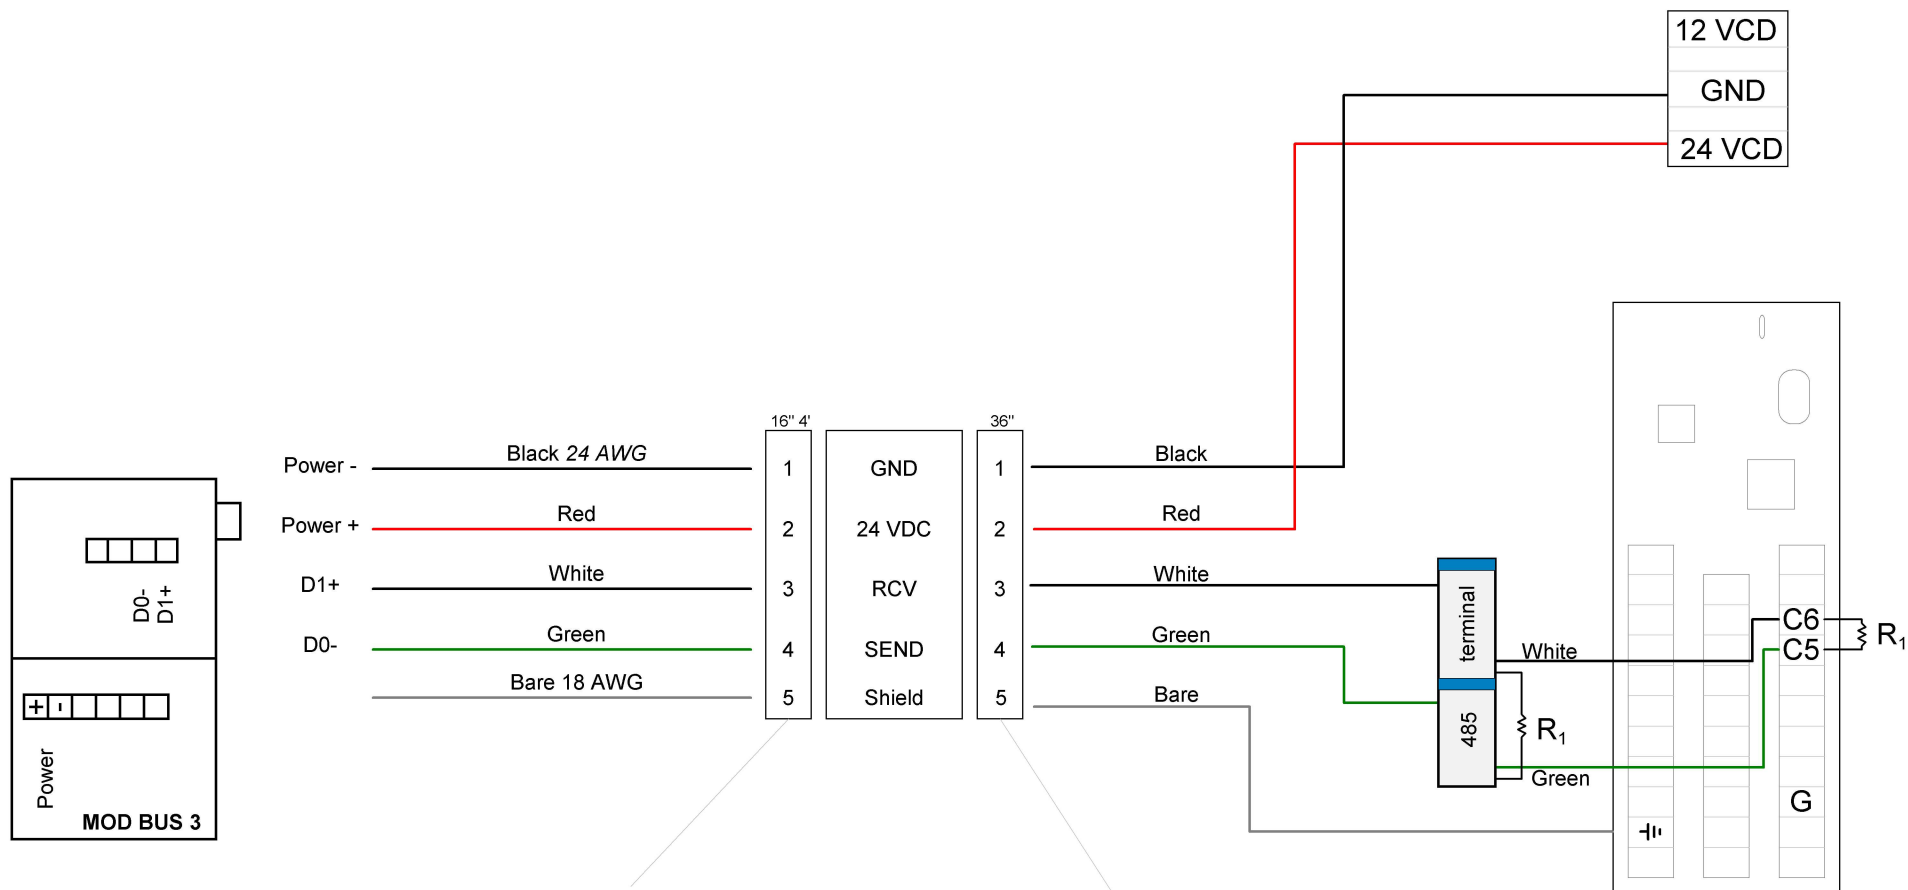 12 VCD
GND
24 VCD
16" 4'
36"
Power -
Black 24 AWG
1
GND
1
Black
Power +
Red
2
24 VDC
2
Red
D1+
White
3
RCV
3
White
D0-
Green
4
SEND
4
Green
Bare 18 AWG
5
Shield
5
Bare
D0-
D1+
+ -
Power
MOD BUS 3
terminal
485
White
Green
R1
C6
C5
R1
G